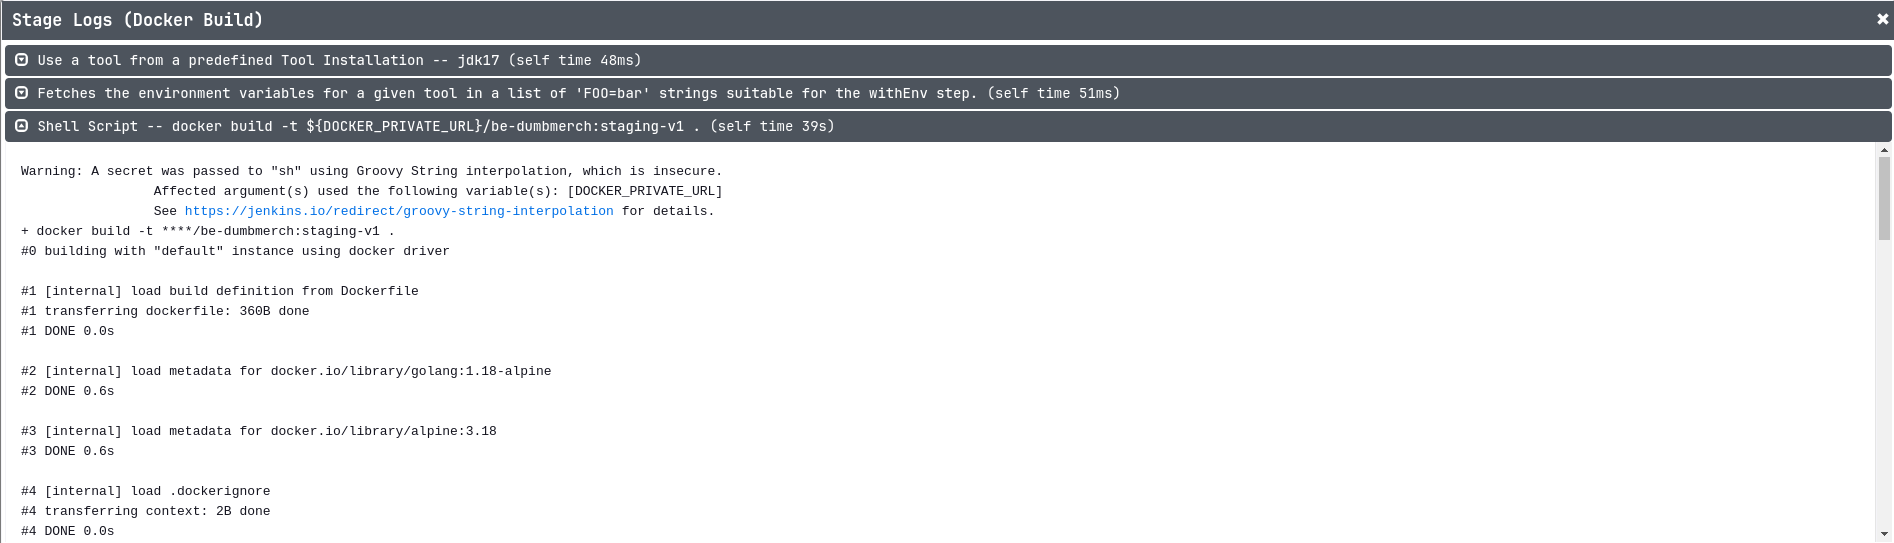 Stage Logs (Docker Build)
Use a tool from a predefined Tool Installation -- jdk17 (self time 48ms)
Fetches the environment variables for a given tool in a list of 'FOO=bar' strings suitable for the withEnv step. (self time 51ms)
Shell Script -- docker build -t ${DOCKER_PRIVATE_URL}/be-dumbmerch:staging-v1 . (self time 39s)
Warning: A secret was passed to "sh" using Groovy String interpolation, which is insecure.
Affected argument(s) used the following variable(s): [DOCKER_PRIVATE_URL]
See https://jenkins.io/redirect/groovy-string-interpolation for details.
+ docker build -t ****/be-dumbmerch:staging-v1 .
#0 building with "default" instance using docker driver
#1 [internal] load build definition from Dockerfile
#1 transferring dockerfile: 360B done
#1 DONE 0.0s
#2 [internal] load metadata for docker.io/library/golang:1.18-alpine
#2 DONE 0.6s
#3 [internal] load metadata for docker.io/library/alpine:3.18
#3 DONE 0.6s
#4 [internal] load .dockerignore
#4 transferring context: 2B done
#4 DONE 0.0s